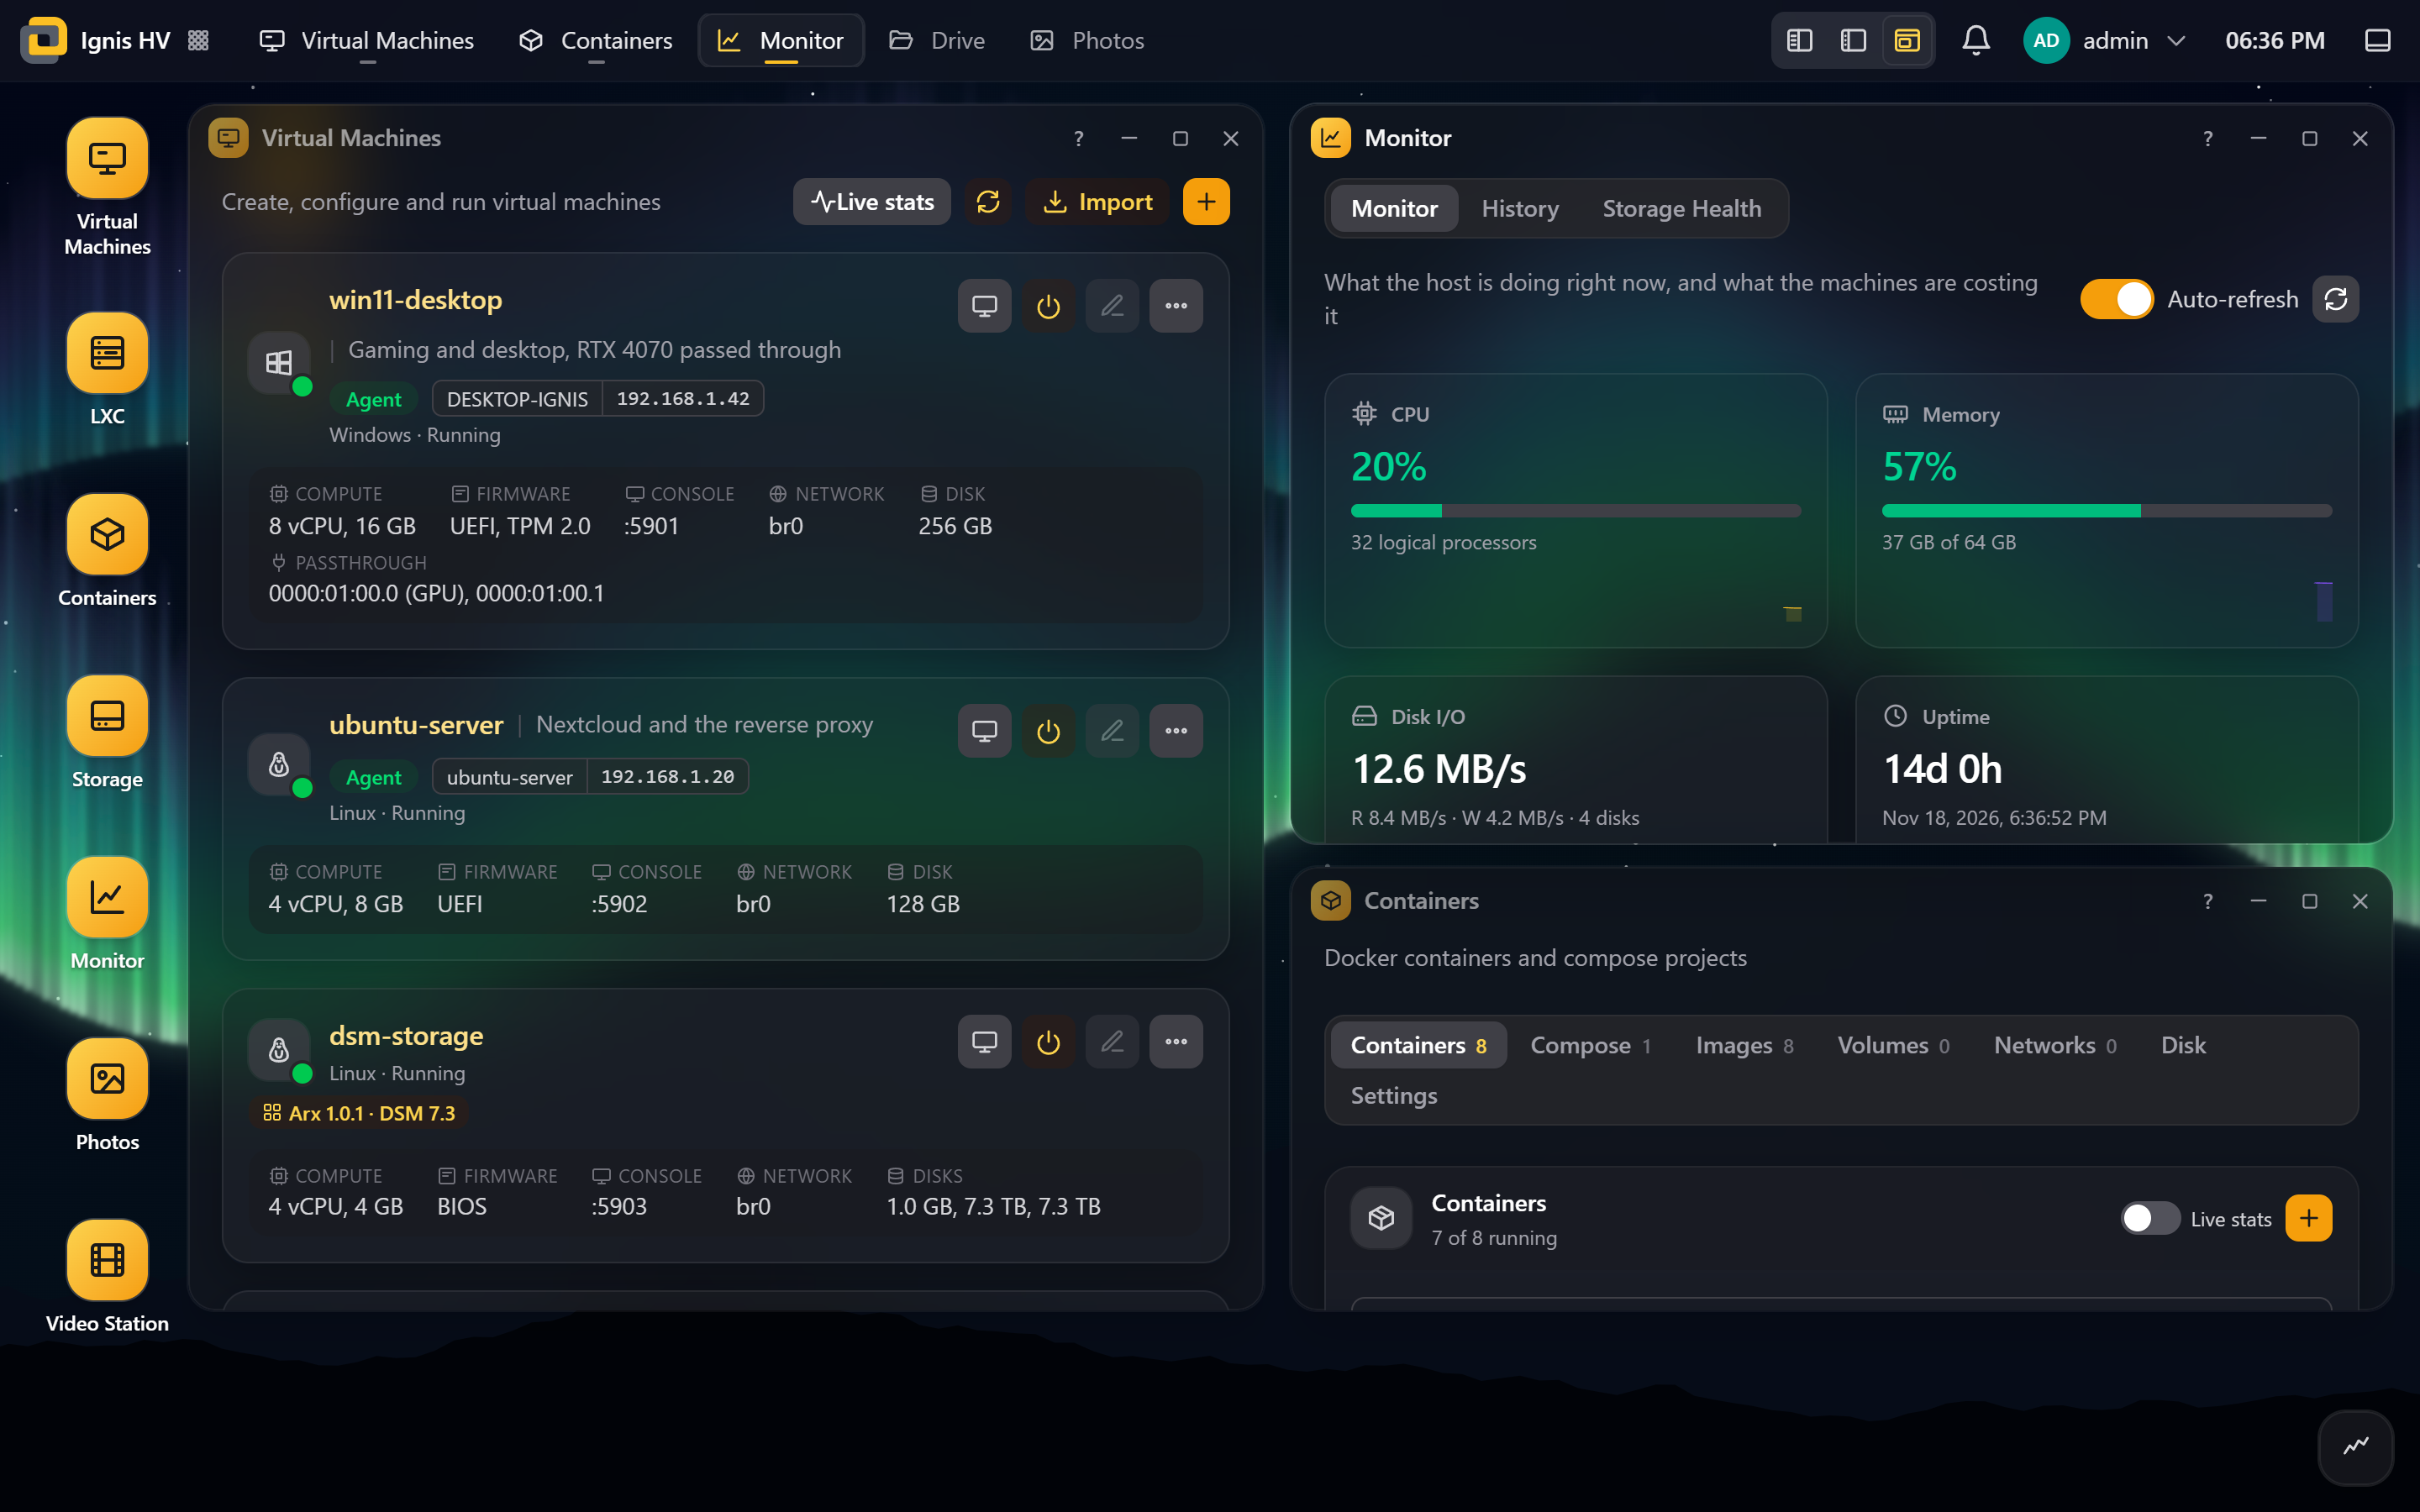 Ignis HV
Virtual Machines
Containers
Monitor
Drive
Photos
AD
admin
06:36 PM
Virtual
Machines
LXC
Containers
Storage
Monitor
Photos
Video Station
Virtual Machines
?
Create, configure and run virtual machines
Live stats
Import
win11-desktop
| Gaming and desktop, RTX 4070 passed through
Agent
DESKTOP-IGNIS
192.168.1.42
Windows · Running
COMPUTE
8 vCPU, 16 GB
FIRMWARE
UEFI, TPM 2.0
CONSOLE
:5901
NETWORK
br0
DISK
256 GB
PASSTHROUGH
0000:01:00.0 (GPU), 0000:01:00.1
ubuntu-server | Nextcloud and the reverse proxy
Agent
ubuntu-server
192.168.1.20
Linux · Running
COMPUTE
4 vCPU, 8 GB
FIRMWARE
UEFI
CONSOLE
:5902
NETWORK
br0
DISK
128 GB
dsm-storage
Linux · Running
Arx 1.0.1 · DSM 7.3
COMPUTE
4 vCPU, 4 GB
FIRMWARE
BIOS
CONSOLE
:5903
NETWORK
br0
DISKS
1.0 GB, 7.3 TB, 7.3 TB
Monitor
?
Monitor
History
Storage Health
What the host is doing right now, and what the machines are costing
it
Auto-refresh
CPU
20%
32 logical processors
Memory
57%
37 GB of 64 GB
Disk I/O
12.6 MB/s
R 8.4 MB/s · W 4.2 MB/s · 4 disks
Uptime
14d 0h
Nov 18, 2026, 6:36:52 PM
Containers
?
Docker containers and compose projects
Containers 8
Compose 1
Images 8
Volumes 0
Networks 0
Disk
Settings
Containers
7 of 8 running
Live stats